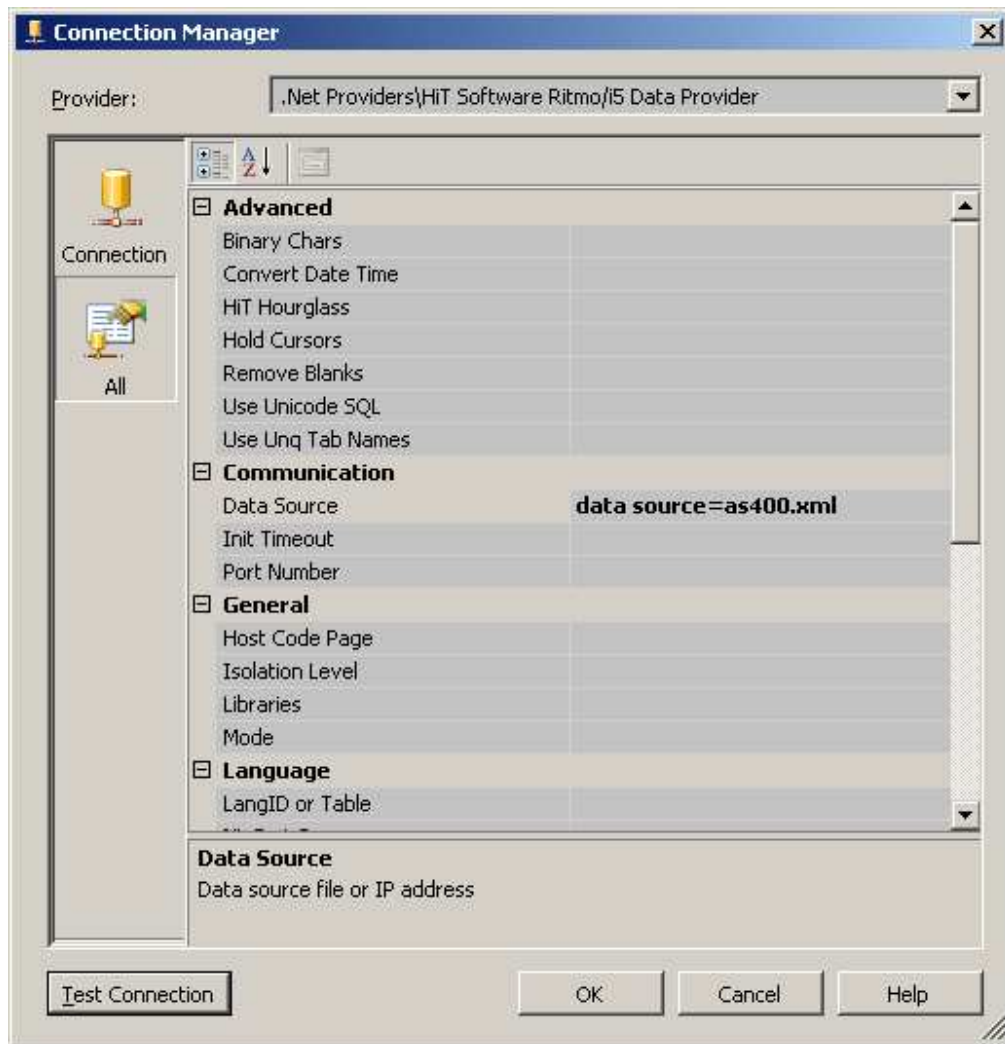 Connection Manager
Provider: .Net Providers\HiT Software Ritmo/i5 Data Provider
Connection
All
Advanced
Binary Chars
Convert Date Time
HiT Hourglass
Hold Cursors
Remove Blanks
Use Unicode SQL
Use Unq Tab Names
Communication
Data Source data source=as400.xml
Init Timeout
Port Number
General
Host Code Page
Isolation Level
Libraries
Mode
Language
LangID or Table
Data Source
Data source file or IP address
Test Connection OK Cancel Help